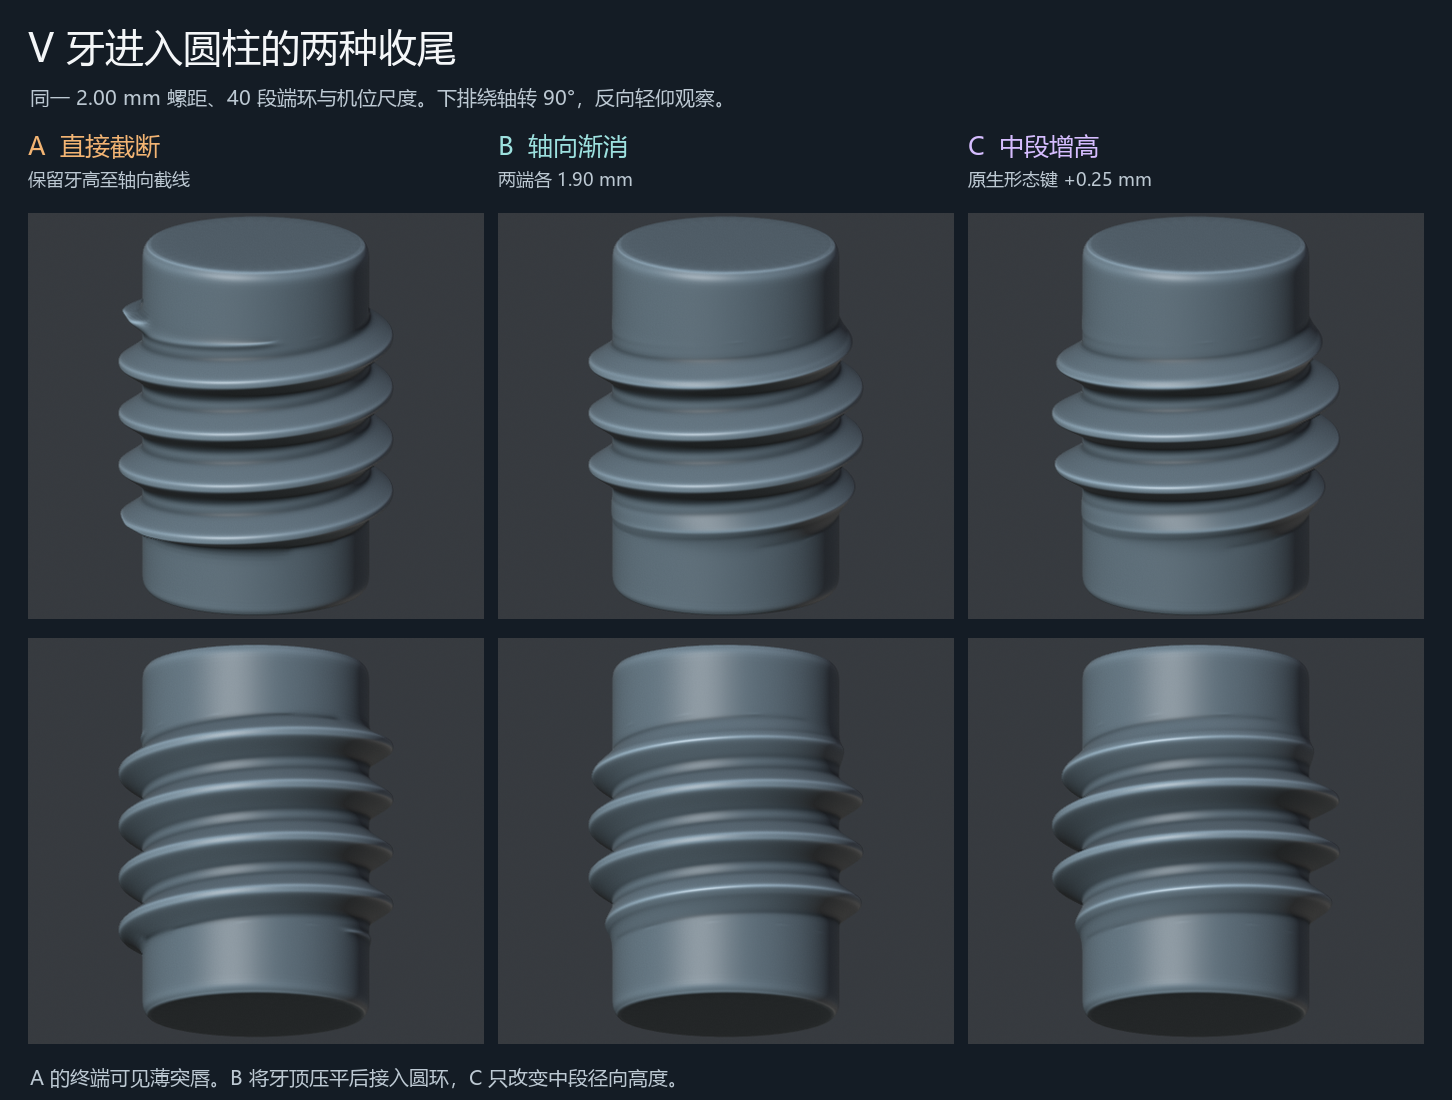 V 牙进入圆柱的两种收尾
同一 2.00 mm 螺距、40 段端环与机位尺度。下排绕轴转 90°，反向轻仰观察。
A 直接截断
保留牙高至轴向截线
B 轴向渐消
两端各 1.90 mm
C 中段增高
原生形态键 +0.25 mm
A 的终端可见薄突唇。B 将牙顶压平后接入圆环，C 只改变中段径向高度。